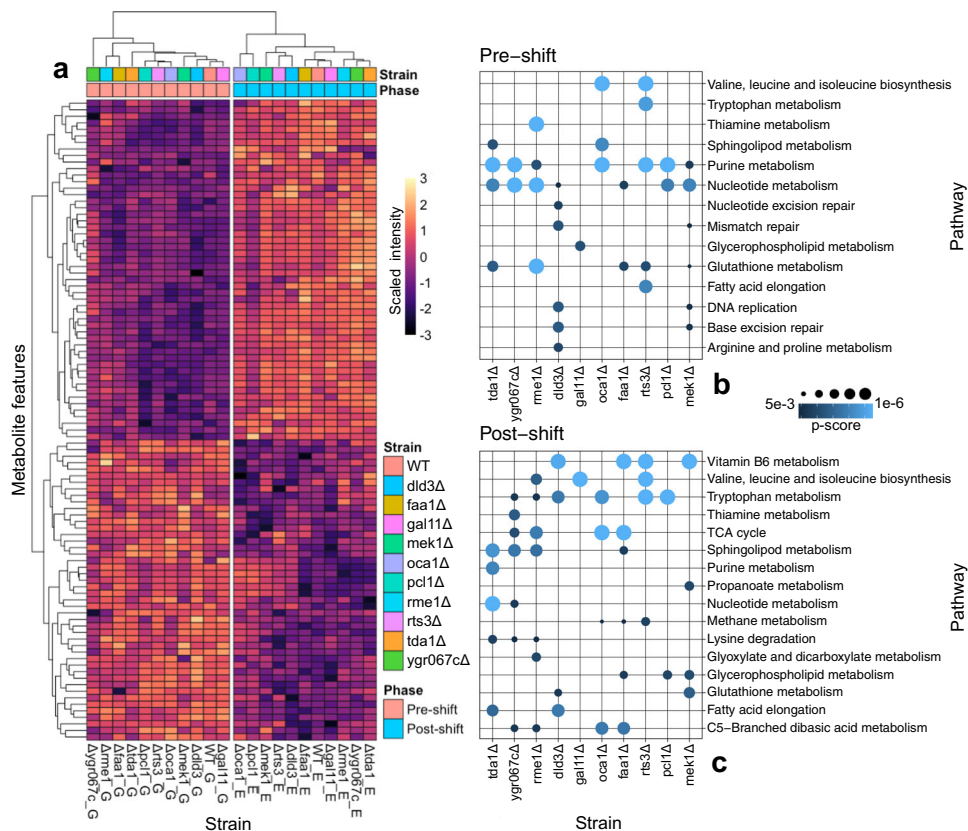 a
Strain
Phase
3
2
1
0
-1
-2
-3
Scaled intensity
Metabolite features
Strain
WT
dld3Δ
faa1Δ
gal11Δ
mek1Δ
oca1Δ
pcl1Δ
rme1Δ
rts3Δ
tda1Δ
ygr067cΔ
Phase
Pre-shift
Post-shift
Δygr067c_G
Δrme1_G
Δfaa1_G
Δtda1_G
Δpcl1_G
Δrts3_G
Δoca1_G
Δmek1_G
Δdld3_G
WT_G
Δgal11_G
Δoca1_E
Δpcl1_E
Δmek1_E
Δrts3_E
Δdld3_E
Δfaa1_E
WT_E
Δgal11_E
Δrme1_E
Δygr067c_E
Δtda1_E
Strain
Pre−shift
Valine, leucine and isoleucine biosynthesis
Tryptophan metabolism
Thiamine metabolism
Sphingolipod metabolism
Purine metabolism
Nucleotide metabolism
Nucleotide excision repair
Mismatch repair
Glycerophospholipid metabolism
Glutathione metabolism
Fatty acid elongation
DNA replication
Base excision repair
Arginine and proline metabolism
Pathway
tda1Δ
ygr067cΔ
rme1Δ
dld3Δ
gal11Δ
oca1Δ
faa1Δ
rts3Δ
pcl1Δ
mek1Δ
b
5e-3
1e-6
p-score
Post−shift
Vitamin B6 metabolism
Valine, leucine and isoleucine biosynthesis
Tryptophan metabolism
Thiamine metabolism
TCA cycle
Sphingolipod metabolism
Purine metabolism
Propanoate metabolism
Nucleotide metabolism
Methane metabolism
Lysine degradation
Glyoxylate and dicarboxylate metabolism
Glycerophospholipid metabolism
Glutathione metabolism
Fatty acid elongation
C5−Branched dibasic acid metabolism
Pathway
tda1Δ
ygr067cΔ
rme1Δ
dld3Δ
gal11Δ
oca1Δ
faa1Δ
rts3Δ
pcl1Δ
mek1Δ
c
Strain